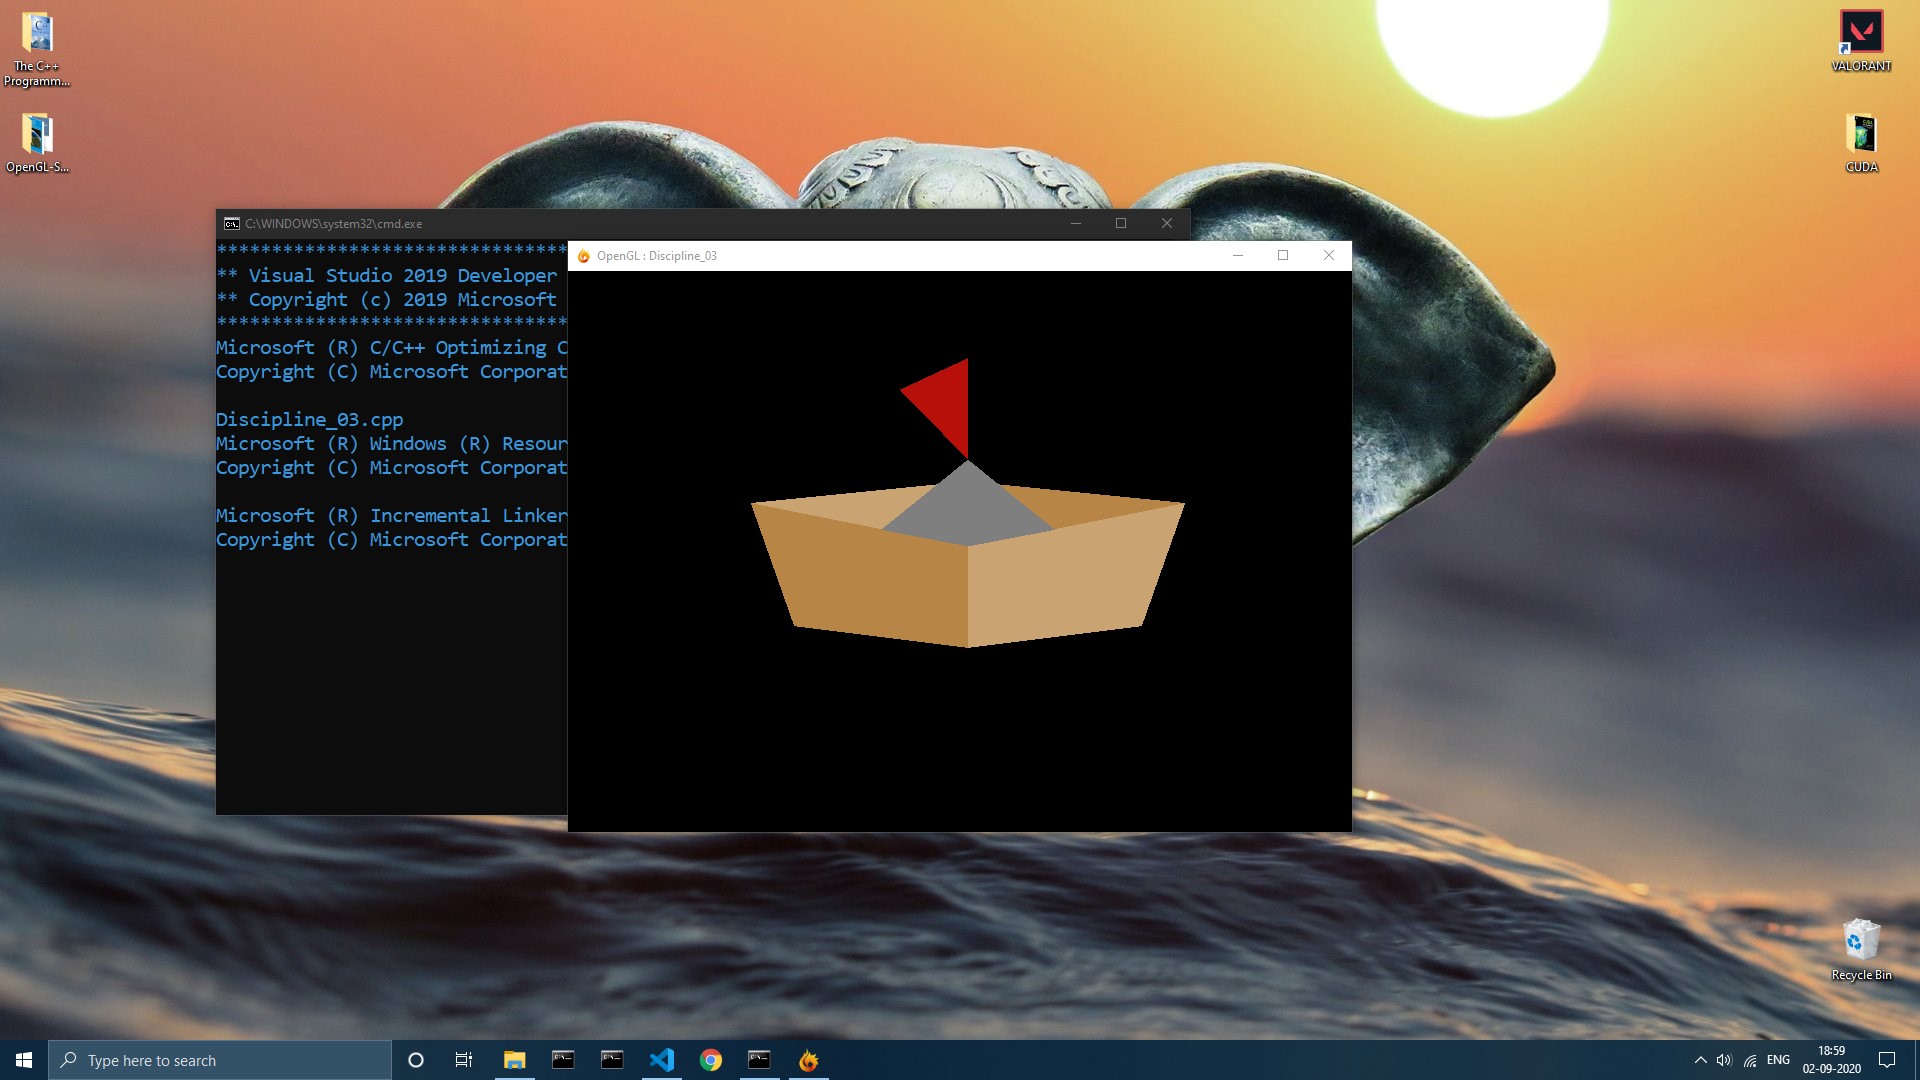 The C++
Programm...
OpenGL-S...
VALORANT
CUDA
C:\WINDOWS\system32\cmd.exe
********************************
** Visual Studio 2019 Developer
** Copyright (c) 2019 Microsoft
********************************
Microsoft (R) C/C++ Optimizing C
Copyright (C) Microsoft Corporat
Discipline_03.cpp
Microsoft (R) Windows (R) Resour
Copyright (C) Microsoft Corporat
Microsoft (R) Incremental Linker
Copyright (C) Microsoft Corporat
OpenGL : Discipline_03
Recycle Bin
Type here to search
ENG
18:59
02-09-2020